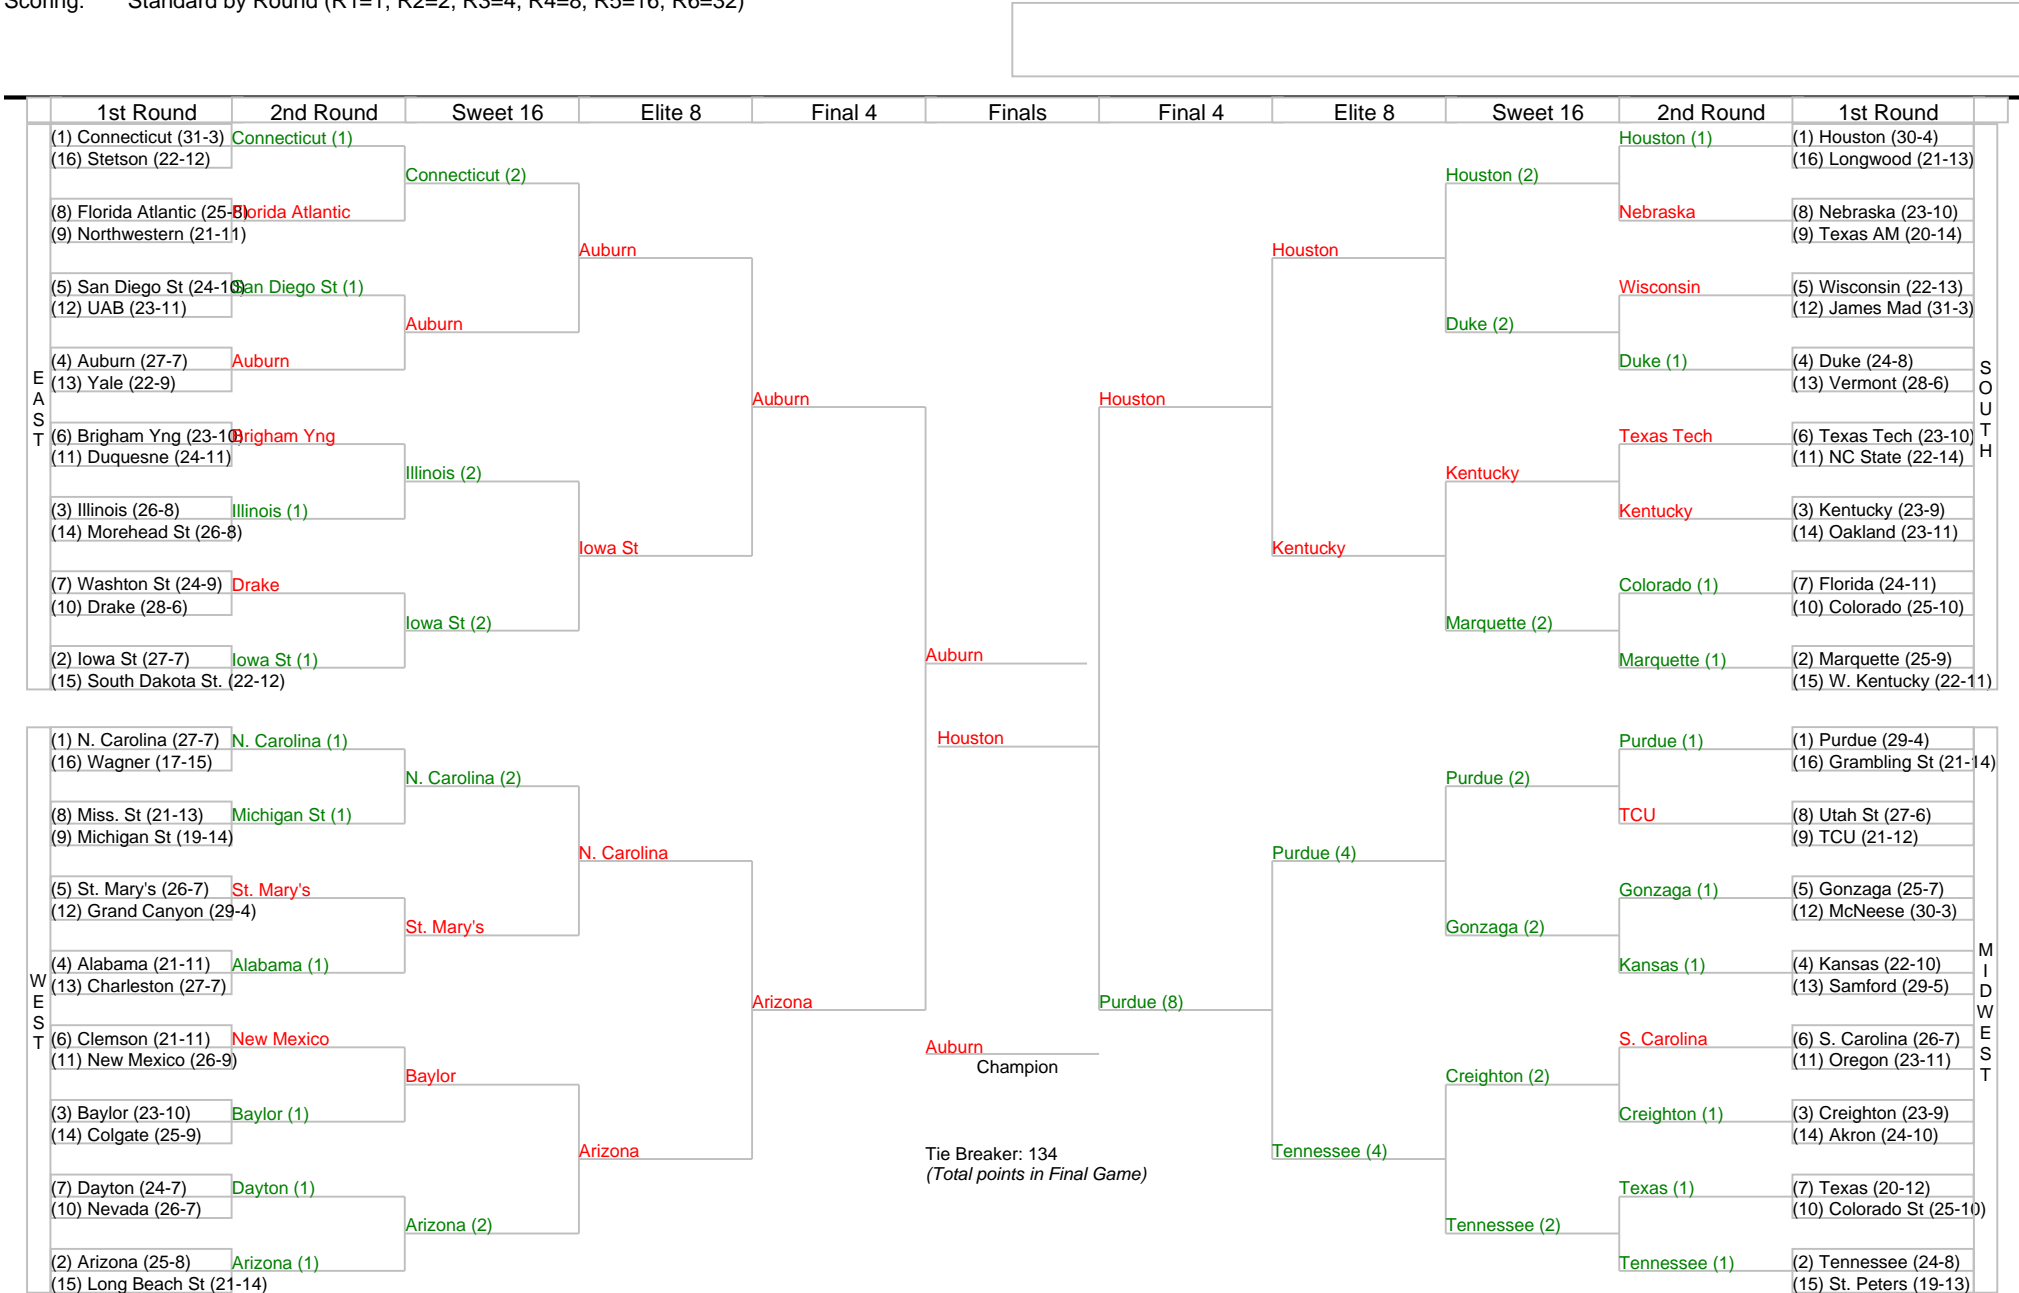 Scoring: Standard by Round (R1=1, R2=2, R3=4, R4=8, R5=16, R6=32)
1st Round 2nd Round Sweet 16 Elite 8 Final 4 Finals Final 4 Elite 8 Sweet 16 2nd Round 1st Round
EAST
(1) Connecticut (31-3)
(16) Stetson (22-12)
(8) Florida Atlantic (25-8)
(9) Northwestern (21-11)
(5) San Diego St (24-10)
(12) UAB (23-11)
(4) Auburn (27-7)
(13) Yale (22-9)
(6) Brigham Yng (23-10)
(11) Duquesne (24-11)
(3) Illinois (26-8)
(14) Morehead St (26-8)
(7) Washton St (24-9)
(10) Drake (28-6)
(2) Iowa St (27-7)
(15) South Dakota St. (22-12)
Connecticut (1)
Florida Atlantic
San Diego St (1)
Auburn
Brigham Yng
Illinois (1)
Drake
Iowa St (1)
Connecticut (2)
Auburn
Illinois (2)
Iowa St (2)
Auburn
Iowa St
Auburn
WEST
(1) N. Carolina (27-7)
(16) Wagner (17-15)
(8) Miss. St (21-13)
(9) Michigan St (19-14)
(5) St. Mary's (26-7)
(12) Grand Canyon (29-4)
(4) Alabama (21-11)
(13) Charleston (27-7)
(6) Clemson (21-11)
(11) New Mexico (26-9)
(3) Baylor (23-10)
(14) Colgate (25-9)
(7) Dayton (24-7)
(10) Nevada (26-7)
(2) Arizona (25-8)
(15) Long Beach St (21-14)
N. Carolina (1)
Michigan St (1)
St. Mary's
Alabama (1)
New Mexico
Baylor (1)
Dayton (1)
Arizona (1)
N. Carolina (2)
St. Mary's
Baylor
Arizona (2)
N. Carolina
Arizona
Arizona
Auburn
Houston
Auburn
Champion
Tie Breaker: 134
(Total points in Final Game)
Houston
Houston
Kentucky
Houston (2)
Duke (2)
Kentucky
Marquette (2)
Houston (1)
Nebraska
Wisconsin
Duke (1)
Texas Tech
Kentucky
Colorado (1)
Marquette (1)
(1) Houston (30-4)
(16) Longwood (21-13)
(8) Nebraska (23-10)
(9) Texas AM (20-14)
(5) Wisconsin (22-13)
(12) James Mad (31-3)
(4) Duke (24-8)
(13) Vermont (28-6)
(6) Texas Tech (23-10)
(11) NC State (22-14)
(3) Kentucky (23-9)
(14) Oakland (23-11)
(7) Florida (24-11)
(10) Colorado (25-10)
(2) Marquette (25-9)
(15) W. Kentucky (22-11)
SOUTH
Purdue (8)
Purdue (4)
Tennessee (4)
Purdue (2)
Gonzaga (2)
Creighton (2)
Tennessee (2)
Purdue (1)
TCU
Gonzaga (1)
Kansas (1)
S. Carolina
Creighton (1)
Texas (1)
Tennessee (1)
(1) Purdue (29-4)
(16) Grambling St (21-14)
(8) Utah St (27-6)
(9) TCU (21-12)
(5) Gonzaga (25-7)
(12) McNeese (30-3)
(4) Kansas (22-10)
(13) Samford (29-5)
(6) S. Carolina (26-7)
(11) Oregon (23-11)
(3) Creighton (23-9)
(14) Akron (24-10)
(7) Texas (20-12)
(10) Colorado St (25-10)
(2) Tennessee (24-8)
(15) St. Peters (19-13)
MIDWEST